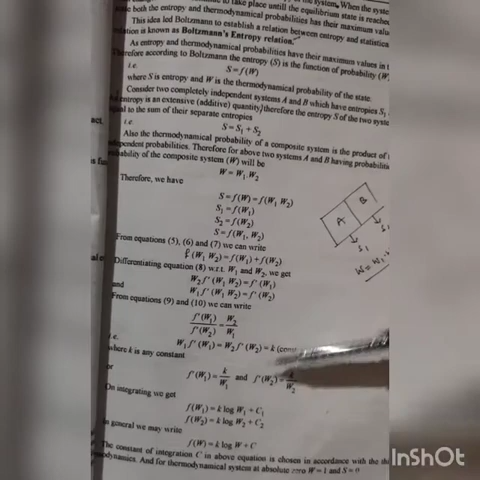 to take place untill the equilibrium state is reached
state both the entropy and thermodynamical probabilities has their maximum value
This idea led Boltzmann to establish a relation between entropy and statistical
relation is known as Boltzmann's Entropy relation.
As entropy and thermodynamical probabilities have their maximum values in
Therefore according to Boltzmann the entropy (S) is the function of probability (W)
i.e. S = f (W)
where S is entropy and W is the thermodynamical probability of the state.
Consider two completely independent systems A and B which have entropies S₁
entropy is an extensive (additive) quantity therefore the entropy S of the two
equal to the sum of their separate entropies
i.e. S = S₁ + S₂
Also the thermodynamical probability of a composite system is the product of
independent probabilities. Therefore for above two systems A and B having
probability of the composite system (W) will be
W = W₁ W₂
Therefore, we have
S = f (W) = f (W₁ W₂)
S₁ = f (W₁)
S₂ = f (W₂)
S = f (W₁, W₂)
A B
S₁ S₂
From equations (5), (6) and (7) we can write
f (W₁ W₂) = f (W₁) + f (W₂)
Differentiating equation (8) w.r.t. W₁ and W₂, we get
W₂ f' (W₁ W₂) = f' (W₁)
and W₁ f' (W₁ W₂) = f' (W₂)
From equations (9) and (10) we can write
f' (W₁) / f' (W₂) = W₂ / W₁
i.e. W₁ f' (W₁) = W₂ f' (W₂) = k
where k is any constant
or f' (W₁) = k / W₁ and f' (W₂) = k / W₂
On integrating we get
f (W₁) = k log W₁ + C₁
f (W₂) = k log W₂ + C₂
In general we may write
f (W) = k log W + C
The constant of integration C in above equation is chosen in accordance with the
And for thermodynamical system at absolute zero W = 1 and S = 0
InShOt